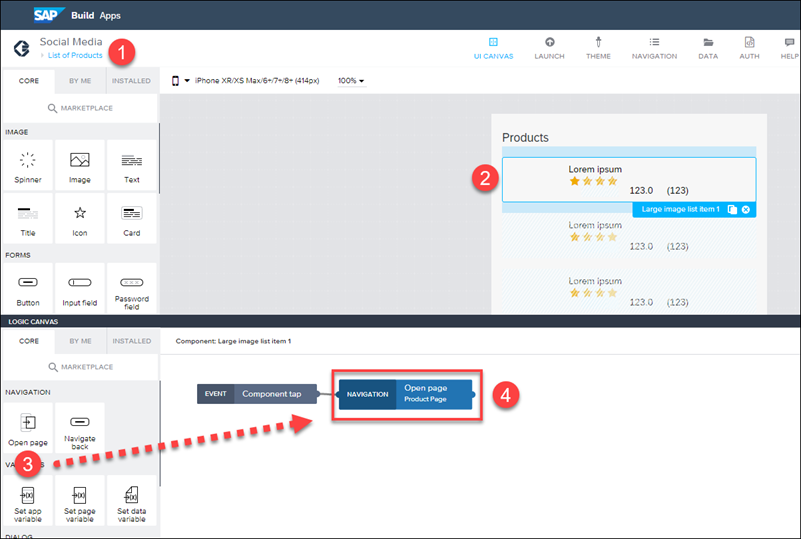 SAP Build Apps
Social Media
› List of Products
1
UI CANVAS
LAUNCH
THEME
NAVIGATION
DATA
AUTH
HELP
CORE
BY ME
INSTALLED
iPhone XR/XS Max/6+/7+/8+ (414px)
100%
MARKETPLACE
IMAGE
Spinner
Image
Text
Title
Icon
Card
FORMS
Button
Input field
Password
field
Products
2
Lorem ipsum
123.0 (123)
Large image list item 1
Lorem ipsum
123.0 (123)
Lorem ipsum
123.0 (123)
LOGIC CANVAS
CORE
BY ME
INSTALLED
Component: Large image list item 1
MARKETPLACE
NAVIGATION
Open page
Navigate
back
3
Set app
variable
Set page
variable
Set data
variable
EVENT
Component tap
NAVIGATION
Open page
Product Page
4